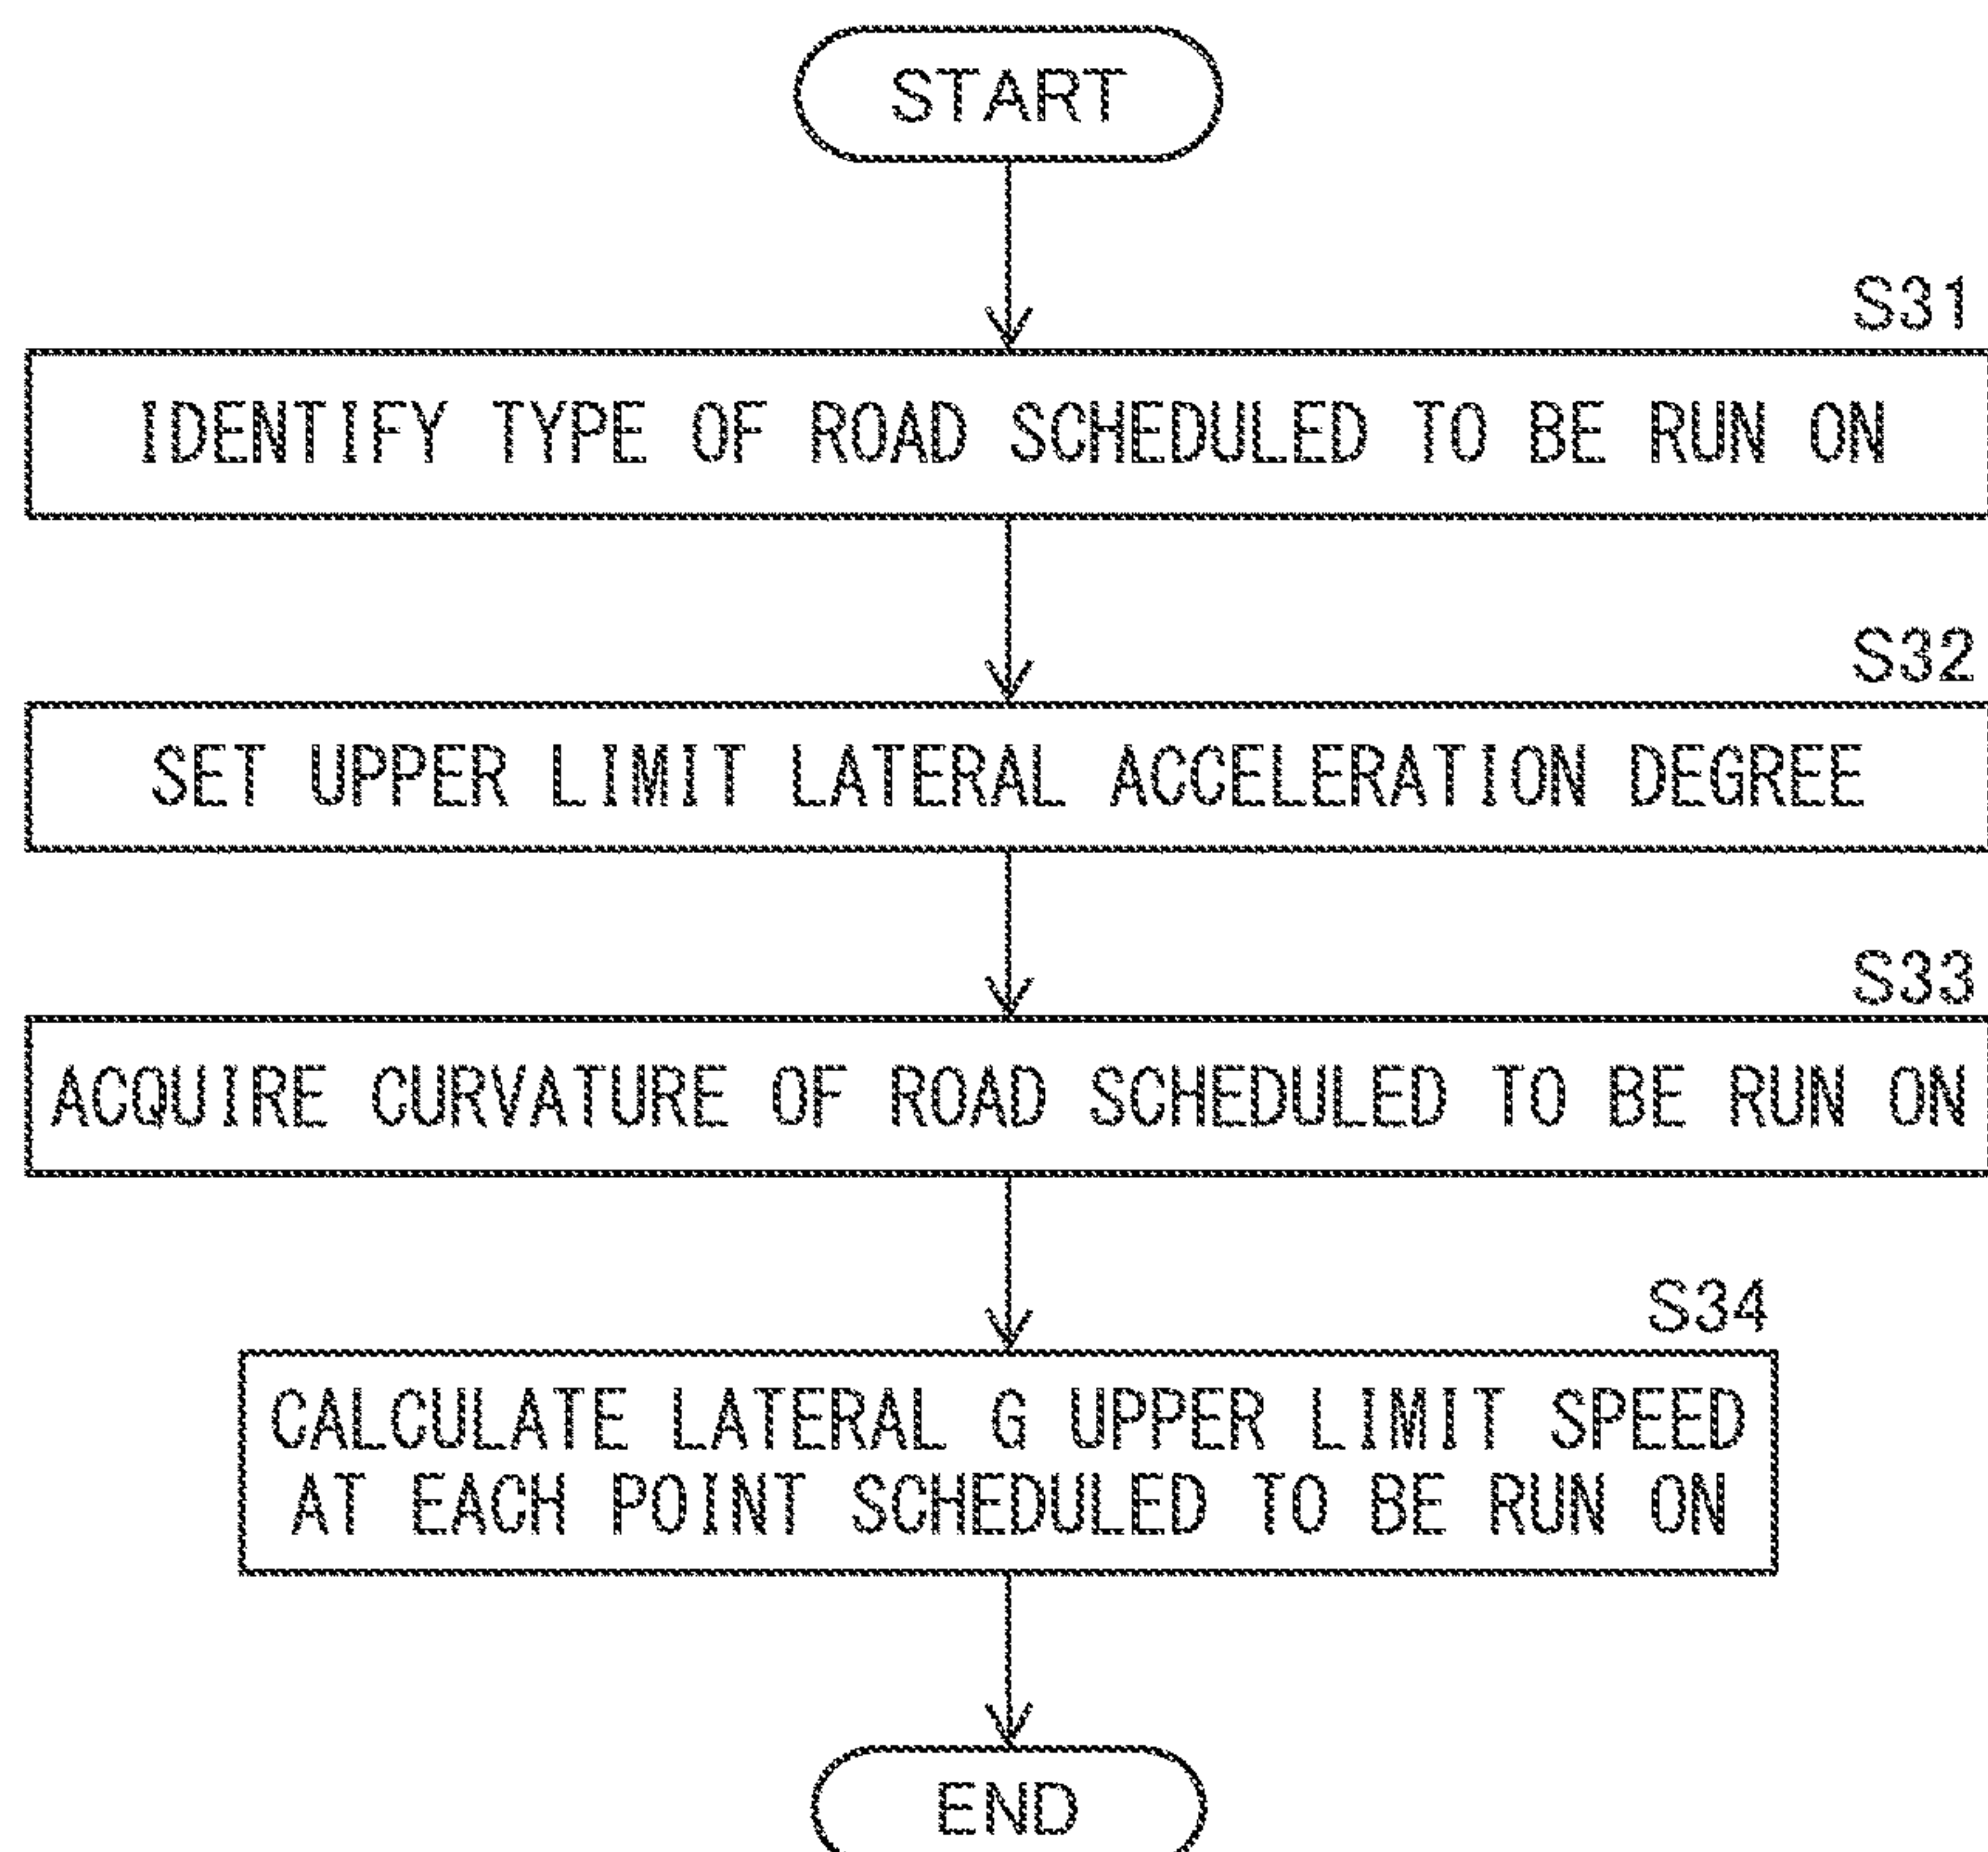 START
S31
IDENTIFY TYPE OF ROAD SCHEDULED TO BE RUN ON
S32
SET UPPER LIMIT LATERAL ACCELERATION DEGREE
S33
ACQUIRE CURVATURE OF ROAD SCHEDULED TO BE RUN ON
S34
CALCULATE LATERAL G UPPER LIMIT SPEED
AT EACH POINT SCHEDULED TO BE RUN ON
END